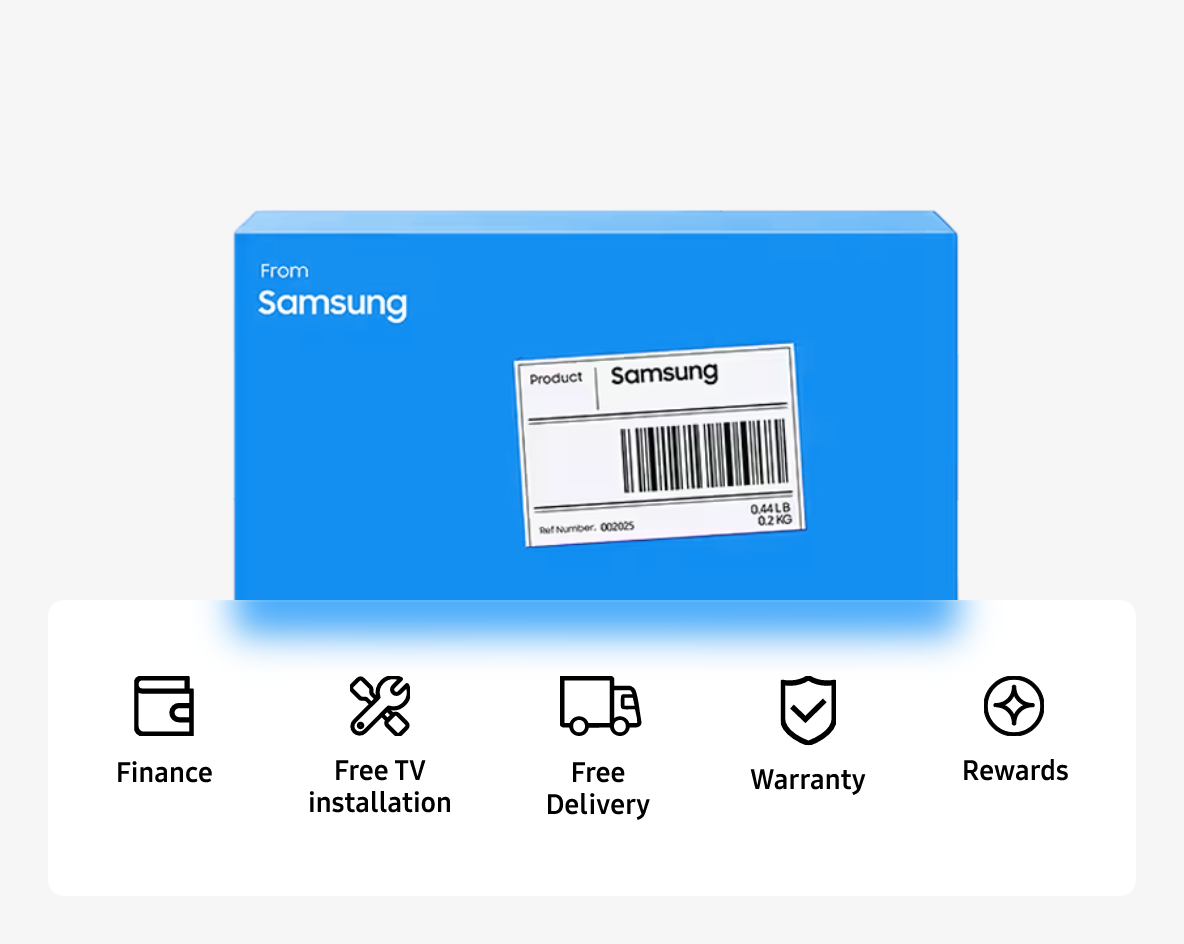 From
Samsung
Product
Samsung
Ref Number. 002025
0.44 LB
0.2 KG
Finance
Free TV
installation
Free
Delivery
Warranty
Rewards